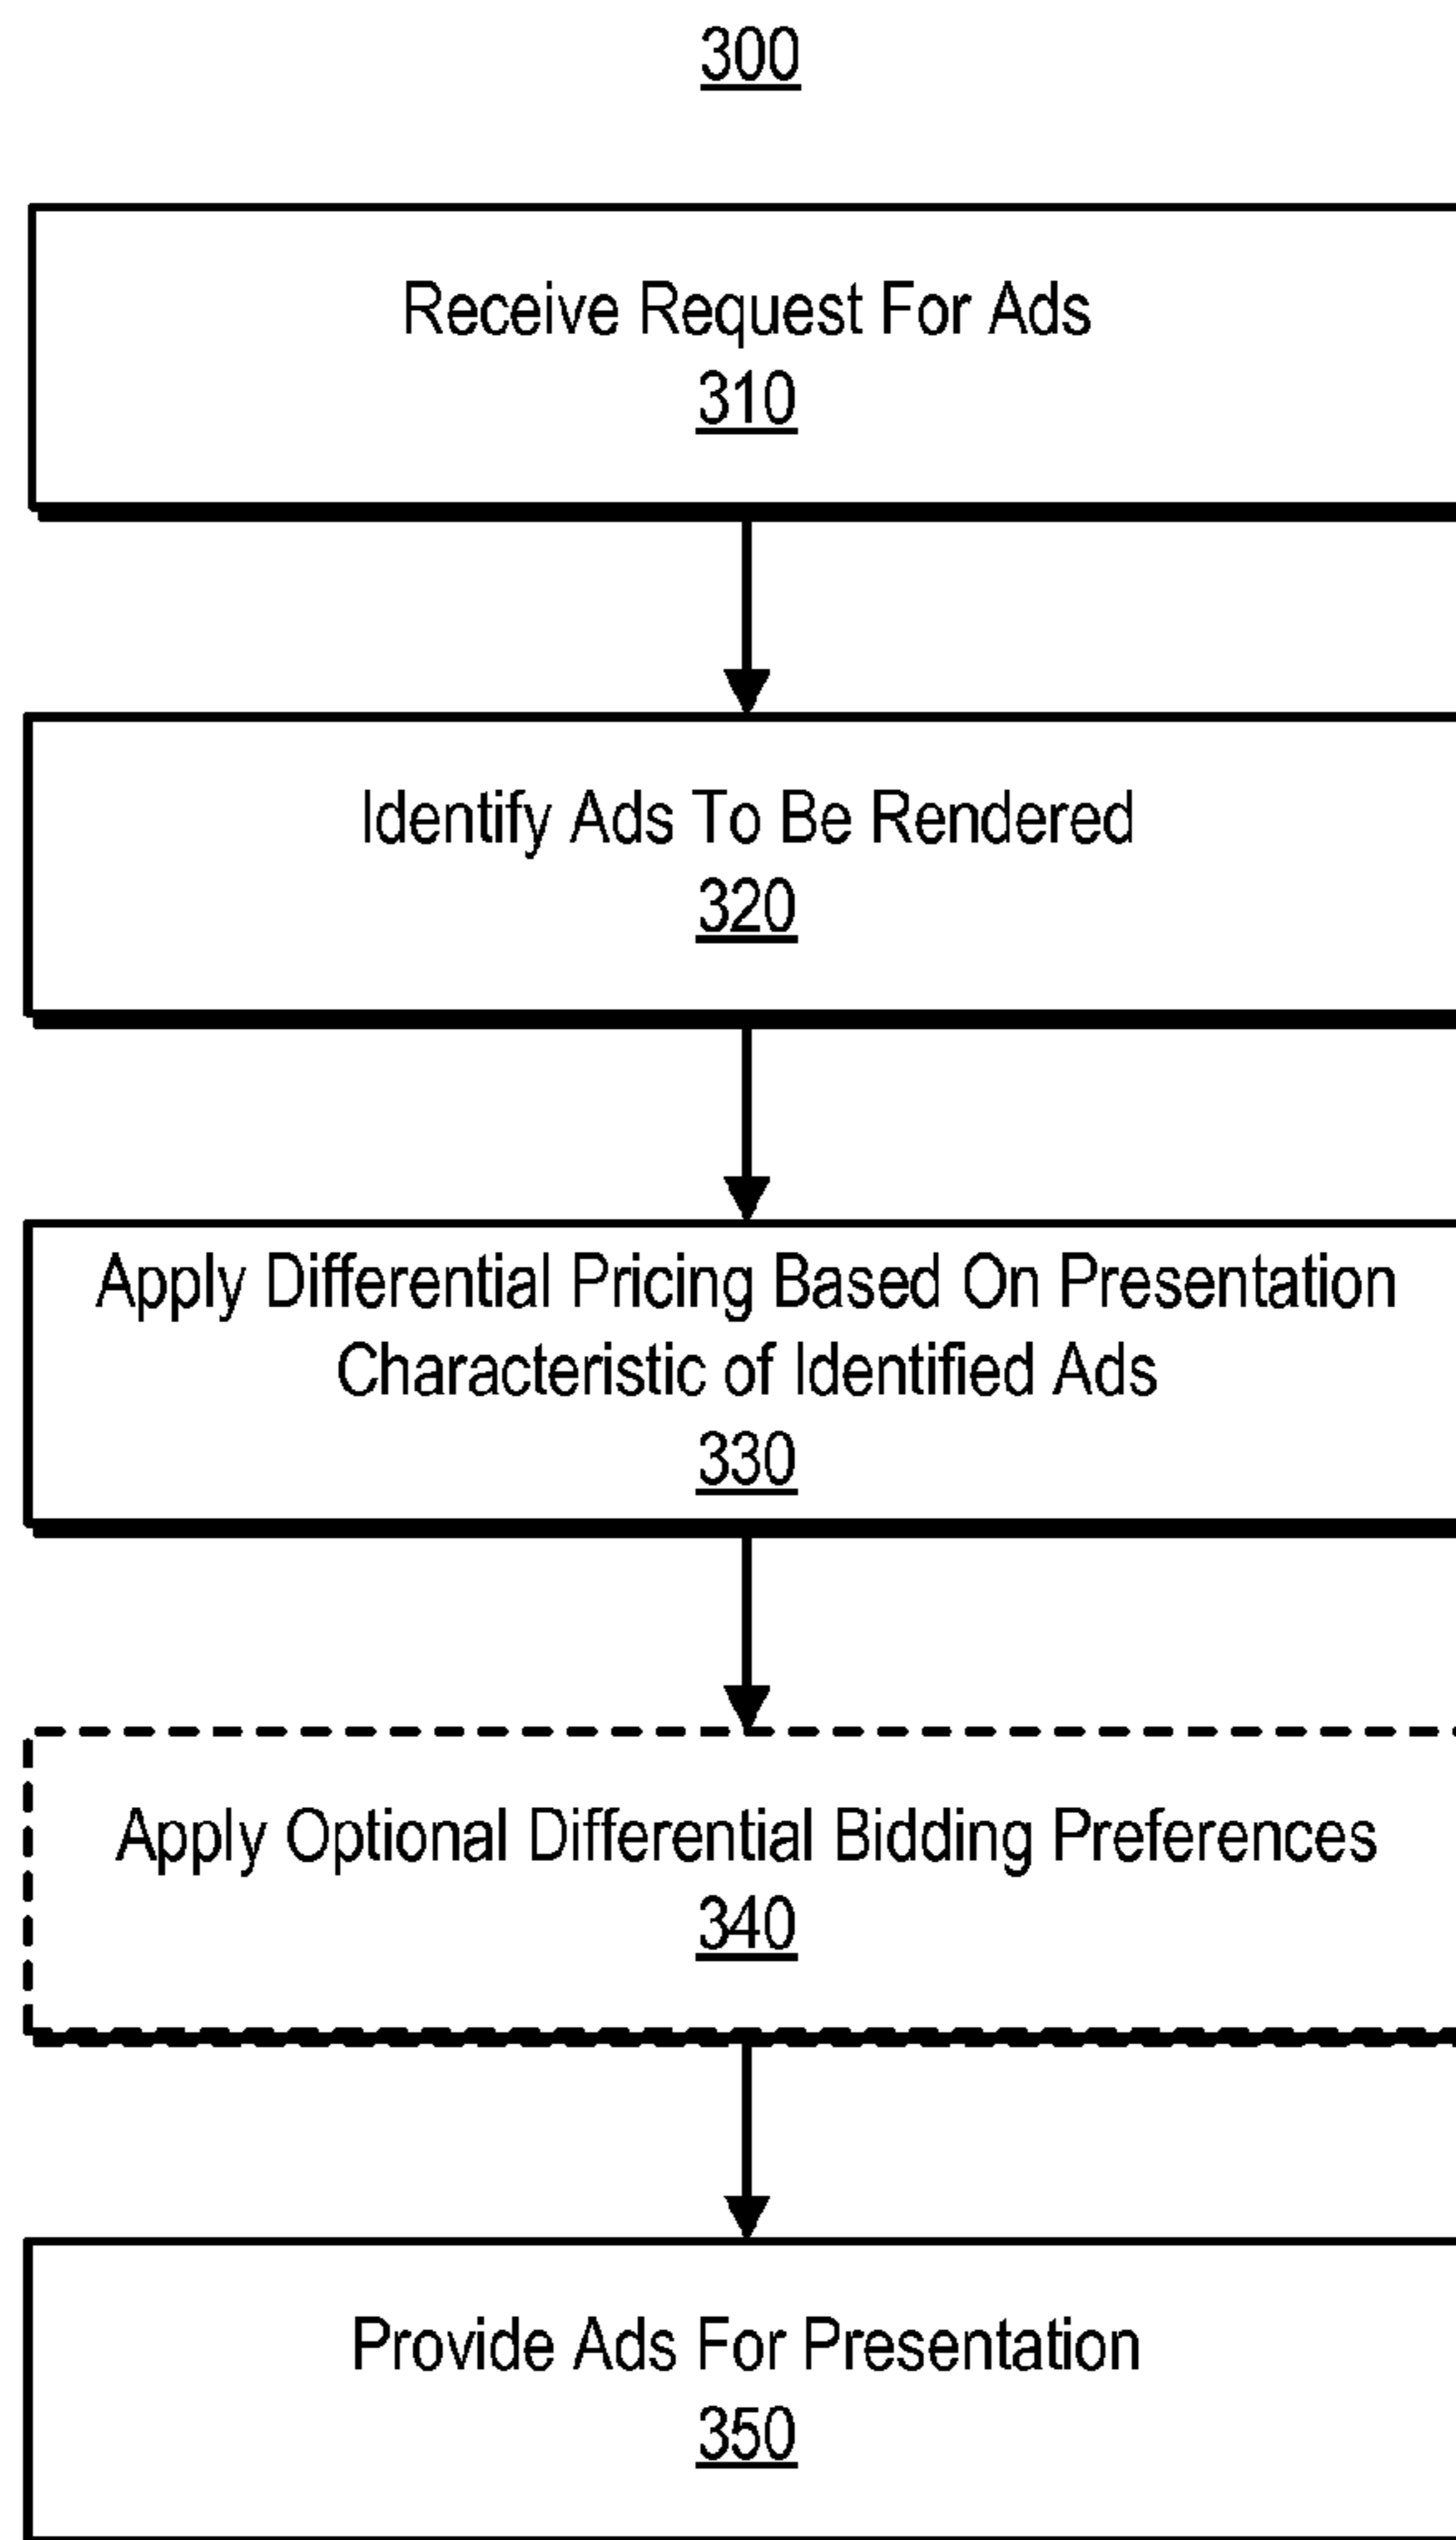 300
Receive Request For Ads
310
Identify Ads To Be Rendered
320
Apply Differential Pricing Based On Presentation
Characteristic of Identified Ads
330
Apply Optional Differential Bidding Preferences
340
Provide Ads For Presentation
350